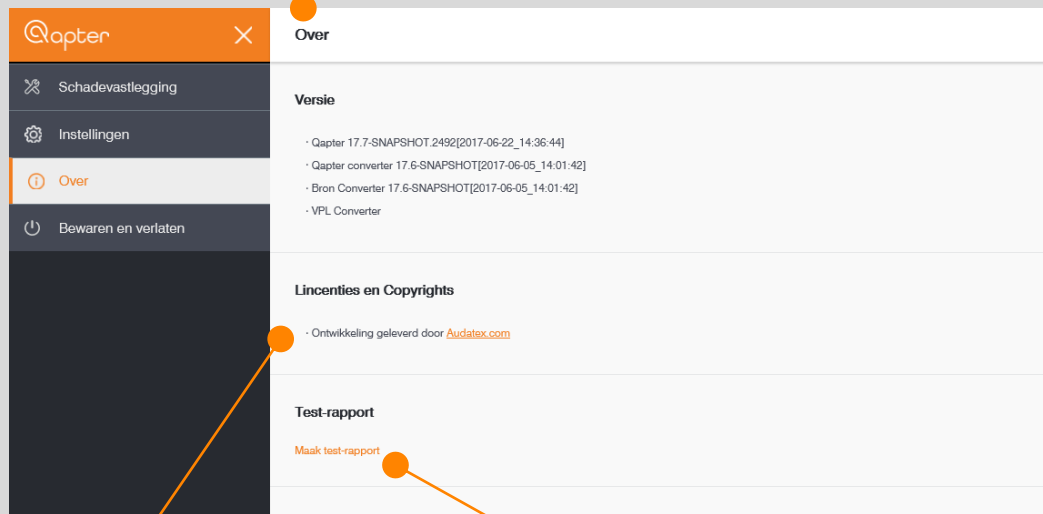 Qapter
Over
Schadevastlegging
Instellingen
Over
Bewaren en verlaten
Versie
· Qapter 17.7-SNAPSHOT.2492[2017-06-22_14:36:44]
· Qapter converter 17.6-SNAPSHOT[2017-06-05_14:01:42]
· Bron Converter 17.6-SNAPSHOT[2017-06-05_14:01:42]
· VPL Converter
Lincenties en Copyrights
· Ontwikkeling geleverd door Audatex.com
Test-rapport
Maak test-rapport